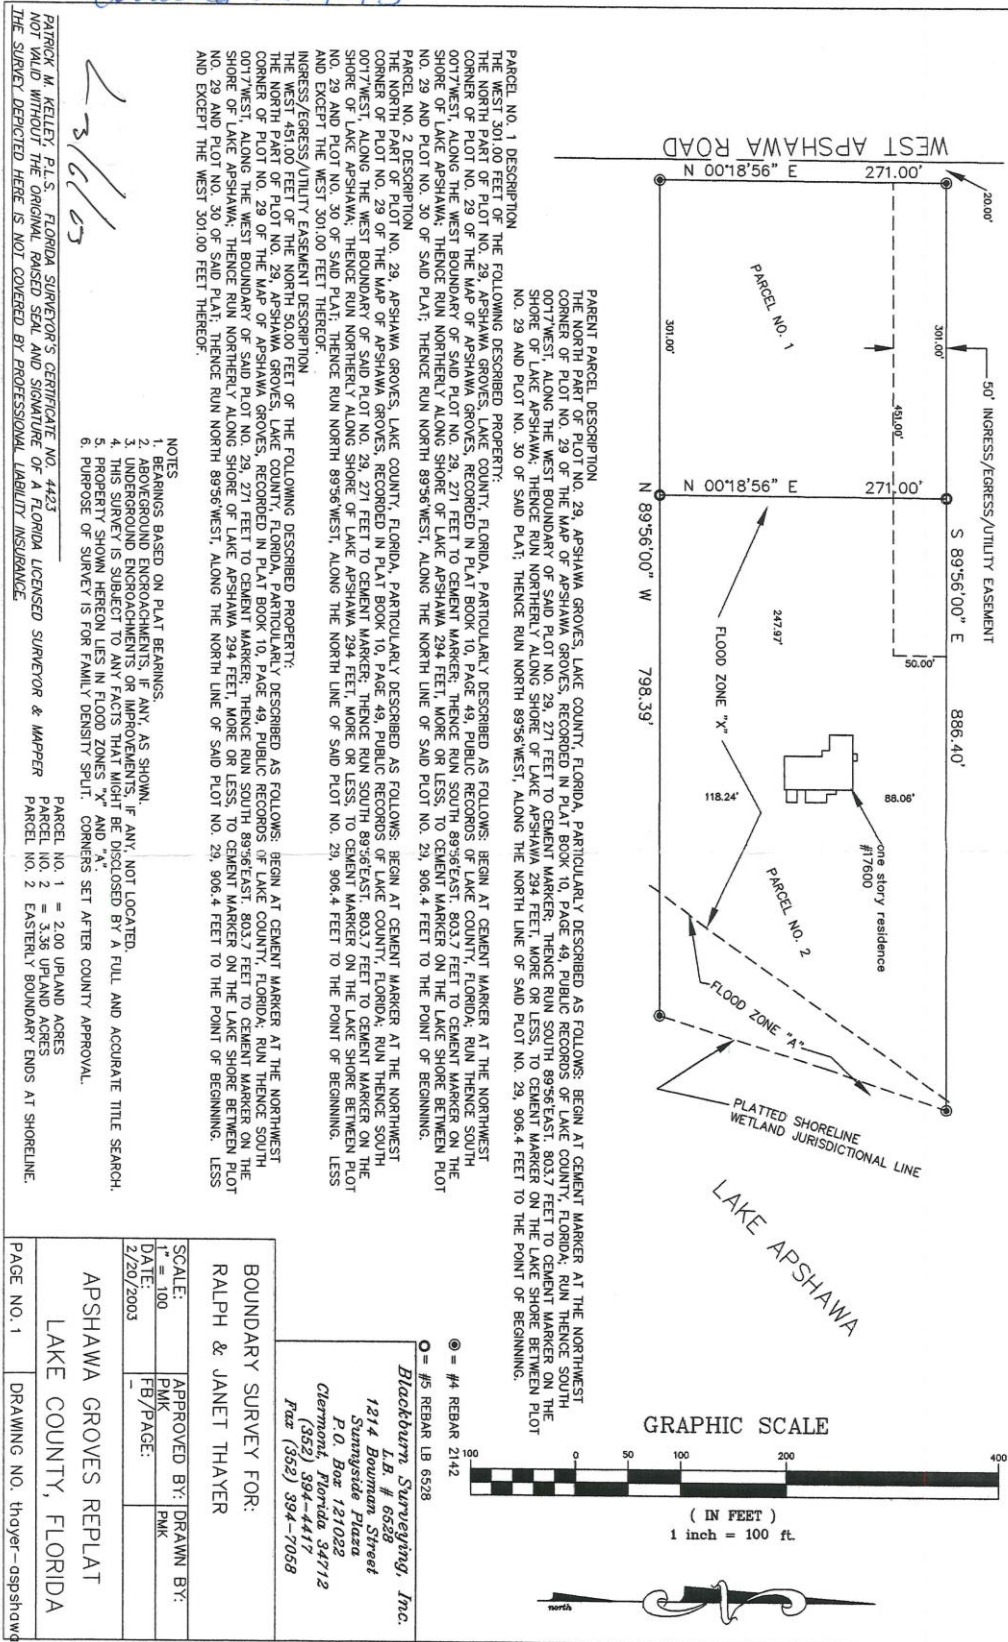 WEST APSHAWA ROAD
N 00°18'56" E 271.00'
20.00'
50' INGRESS/EGRESS/UTILITY EASEMENT
301.00'
451.00'
PARCEL NO. 1
301.00'
N 00°18'56" E 271.00'
S 89°56'00" E 886.40'
50.00'
N 89°56'00" W 798.39'
FLOOD ZONE "X"
247.97'
118.24'
88.06'
one story residence
#17600
PARCEL NO. 2
FLOOD ZONE "A"
PLATTED SHORELINE
WETLAND JURISDICTIONAL LINE
LAKE APSHAWA
PARENT PARCEL DESCRIPTION
THE NORTH PART OF PLOT NO. 29, APSHAWA GROVES, LAKE COUNTY, FLORIDA, PARTICULARLY DESCRIBED AS FOLLOWS: BEGIN AT CEMENT MARKER AT THE NORTHWEST
CORNER OF PLOT NO. 29 OF THE MAP OF APSHAWA GROVES, RECORDED IN PLAT BOOK 10, PAGE 49, PUBLIC RECORDS OF LAKE COUNTY, FLORIDA; RUN THENCE SOUTH
00°17'WEST, ALONG THE WEST BOUNDARY OF SAID PLOT NO. 29, 271 FEET TO CEMENT MARKER; THENCE RUN SOUTH 89°56'EAST. 803.7 FEET TO CEMENT MARKER ON THE
SHORE OF LAKE APSHAWA; THENCE RUN NORTHERLY ALONG SHORE OF LAKE APSHAWA 294 FEET, MORE OR LESS, TO CEMENT MARKER ON THE LAKE SHORE BETWEEN PLOT
NO. 29 AND PLOT NO. 30 OF SAID PLAT; THENCE RUN NORTH 89°56'WEST, ALONG THE NORTH LINE OF SAID PLOT NO. 29, 906.4 FEET TO THE POINT OF BEGINNING.
PARCEL NO. 1 DESCRIPTION
THE WEST 301.00 FEET OF THE FOLLOWING DESCRIBED PROPERTY:
THE NORTH PART OF PLOT NO. 29, APSHAWA GROVES, LAKE COUNTY, FLORIDA, PARTICULARLY DESCRIBED AS FOLLOWS: BEGIN AT CEMENT MARKER AT THE NORTHWEST
CORNER OF PLOT NO. 29 OF THE MAP OF APSHAWA GROVES, RECORDED IN PLAT BOOK 10, PAGE 49, PUBLIC RECORDS OF LAKE COUNTY, FLORIDA; RUN THENCE SOUTH
00°17'WEST, ALONG THE WEST BOUNDARY OF SAID PLOT NO. 29, 271 FEET TO CEMENT MARKER; THENCE RUN SOUTH 89°56'EAST. 803.7 FEET TO CEMENT MARKER ON THE
SHORE OF LAKE APSHAWA; THENCE RUN NORTHERLY ALONG SHORE OF LAKE APSHAWA 294 FEET, MORE OR LESS, TO CEMENT MARKER ON THE LAKE SHORE BETWEEN PLOT
NO. 29 AND PLOT NO. 30 OF SAID PLAT; THENCE RUN NORTH 89°56'WEST, ALONG THE NORTH LINE OF SAID PLOT NO. 29, 906.4 FEET TO THE POINT OF BEGINNING.
PARCEL NO. 2 DESCRIPTION
THE NORTH PART OF PLOT NO. 29, APSHAWA GROVES, LAKE COUNTY, FLORIDA, PARTICULARLY DESCRIBED AS FOLLOWS: BEGIN AT CEMENT MARKER AT THE NORTHWEST
CORNER OF PLOT NO. 29 OF THE MAP OF APSHAWA GROVES, RECORDED IN PLAT BOOK 10, PAGE 49, PUBLIC RECORDS OF LAKE COUNTY, FLORIDA; RUN THENCE SOUTH
00°17'WEST, ALONG THE WEST BOUNDARY OF SAID PLOT NO. 29, 271 FEET TO CEMENT MARKER; THENCE RUN SOUTH 89°56'EAST. 803.7 FEET TO CEMENT MARKER ON THE
SHORE OF LAKE APSHAWA; THENCE RUN NORTHERLY ALONG SHORE OF LAKE APSHAWA 294 FEET, MORE OR LESS, TO CEMENT MARKER ON THE LAKE SHORE BETWEEN PLOT
NO. 29 AND PLOT NO. 30 OF SAID PLAT; THENCE RUN NORTH 89°56'WEST, ALONG THE NORTH LINE OF SAID PLOT NO. 29, 906.4 FEET TO THE POINT OF BEGINNING. LESS
AND EXCEPT THE WEST 301.00 FEET THEREOF.
INGRESS/EGRESS/UTILITY EASEMENT DESCRIPTION
THE WEST 451.00 FEET OF THE NORTH 50.00 FEET OF THE FOLLOWING DESCRIBED PROPERTY:
THE NORTH PART OF PLOT NO. 29, APSHAWA GROVES, LAKE COUNTY, FLORIDA, PARTICULARLY DESCRIBED AS FOLLOWS: BEGIN AT CEMENT MARKER AT THE NORTHWEST
CORNER OF PLOT NO. 29 OF THE MAP OF APSHAWA GROVES, RECORDED IN PLAT BOOK 10, PAGE 49, PUBLIC RECORDS OF LAKE COUNTY, FLORIDA; RUN THENCE SOUTH
00°17'WEST, ALONG THE WEST BOUNDARY OF SAID PLOT NO. 29, 271 FEET TO CEMENT MARKER; THENCE RUN SOUTH 89°56'EAST. 803.7 FEET TO CEMENT MARKER ON THE
SHORE OF LAKE APSHAWA; THENCE RUN NORTHERLY ALONG SHORE OF LAKE APSHAWA 294 FEET, MORE OR LESS, TO CEMENT MARKER ON THE LAKE SHORE BETWEEN PLOT
NO. 29 AND PLOT NO. 30 OF SAID PLAT; THENCE RUN NORTH 89°56'WEST, ALONG THE NORTH LINE OF SAID PLOT NO. 29, 906.4 FEET TO THE POINT OF BEGINNING. LESS
AND EXCEPT THE WEST 301.00 FEET THEREOF.
NOTES
1. BEARINGS BASED ON PLAT BEARINGS.
2. ABOVEGROUND ENCROACHMENTS, IF ANY, AS SHOWN.
3. UNDERGROUND ENCROACHMENTS OR IMPROVEMENTS, IF ANY, NOT LOCATED.
4. THIS SURVEY IS SUBJECT TO ANY FACTS THAT MIGHT BE DISCLOSED BY A FULL AND ACCURATE TITLE SEARCH.
5. PROPERTY SHOWN HEREON LIES IN FLOOD ZONES "X" AND "A".
6. PURPOSE OF SURVEY IS FOR FAMILY DENSITY SPLIT. CORNERS SET AFTER COUNTY APPROVAL.
PARCEL NO. 1 = 2.00 UPLAND ACRES
PARCEL NO. 2 = 3.36 UPLAND ACRES
PARCEL NO. 2 EASTERLY BOUNDARY ENDS AT SHORELINE.
3/6/03
PATRICK M. KELLEY, P.L.S. FLORIDA SURVEYOR'S CERTIFICATE NO. 4423
NOT VALID WITHOUT THE ORIGINAL RAISED SEAL AND SIGNATURE OF A FLORIDA LICENSED SURVEYOR & MAPPER
THE SURVEY DEPICTED HERE IS NOT COVERED BY PROFESSIONAL LIABILITY INSURANCE.
GRAPHIC SCALE
100 0 50 100 200 400
( IN FEET )
1 inch = 100 ft.
north
= #4 REBAR 2142
= #5 REBAR LB 6528
Blackburn Surveying, Inc.
L.B. # 6528
1214 Bowman Street
Sunnyside Plaza
P.O. Box 121022
Clermont, Florida 34712
(352) 394-4417
Fax (352) 394-7058
BOUNDARY SURVEY FOR:
RALPH & JANET THAYER
SCALE: APPROVED BY: DRAWN BY:
1" = 100 PMK PMK
DATE: FB/PAGE:
2/20/2003 -
APSHAWA GROVES REPLAT
LAKE COUNTY, FLORIDA
PAGE NO. 1 DRAWING NO. thayer-aspshawa